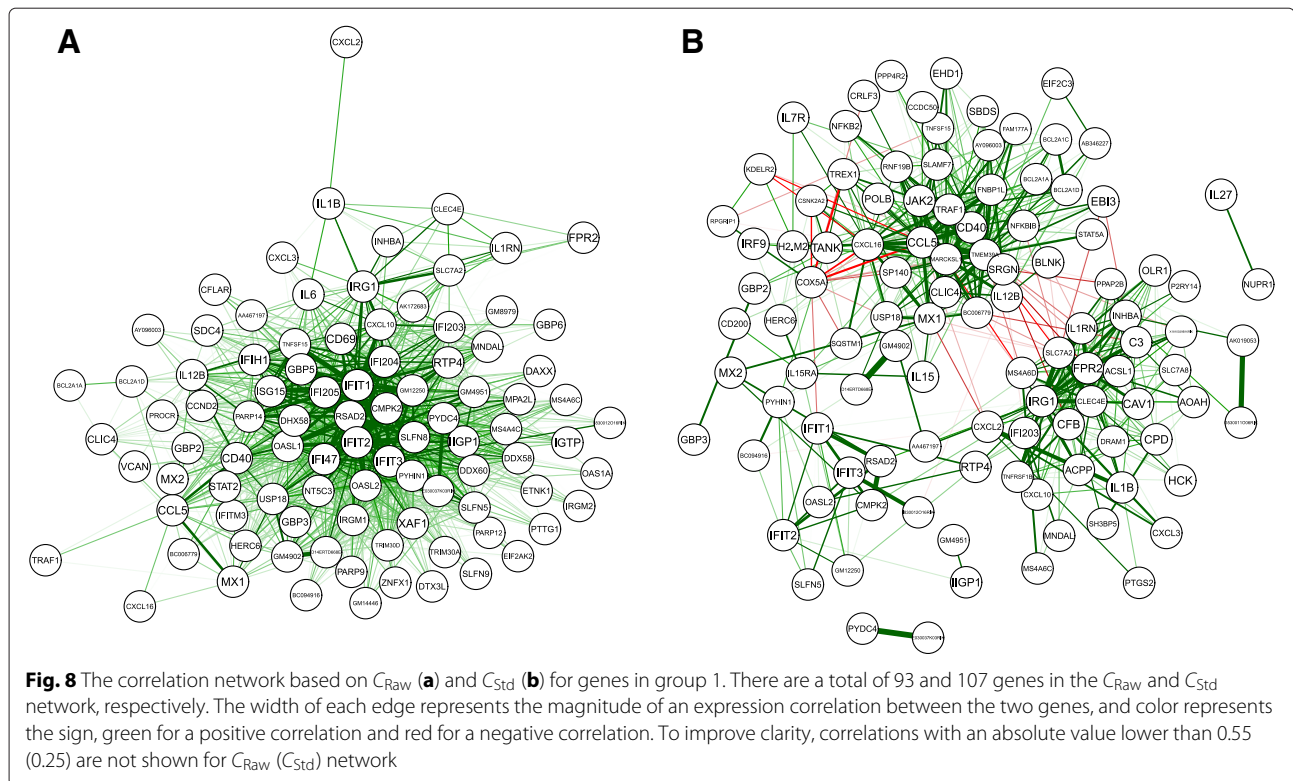 A
B
CXCL2
IL1B
CLEC4E
INHBA
IL1RN
FPR2
CXCL3
SLC7A2
IL6
IRG1
CFLAR
AK172683
GM8979
AA467197
CXCL10
IFI203
GBP6
SDC4
AY096003
TNFSF15
CD69
MNDAL
IFIH1
IFI204
RTP4
GBP5
IL12B
IFI205
IFIT1
DAXX
BCL2A1A
BCL2A1D
ISG15
GM12250
GM4951
MPA2L
MS4A6C
CCND2
PARP14
RSAD2
CMPK2
PYDC4
PROCR
DHX58
MS4A4C
CLIC4
OASL1
IFIT2
SLFN8
IIGP1
IGTP
GBP2
CD40
IFI47
IFIT3
DDX58
VCAN
DDX60
MX2
STAT2
NT5C3
OASL2
PYHIN1
OAS1A
USP18
E030037K03RIK
ETNK1
IRGM2
CCL5
IFITM3
GBP3
IRGM1
XAF1
SLFN5
PTTG1
HERC6
PARP12
TRAF1
BC006779
GM4902
D14ERTD668E
TRIM30D
TRIM30A
EIF2AK2
MX1
PARP9
ZNFX1
DTX3L
SLFN9
CXCL16
BC094916
GM14446
PPP4R2
EHD1
EIF2C3
CRLF3
CCDC50
SBDS
IL7R
NFKB2
TNFSF15
FAM177A
AY096003
BCL2A1C
AB346227
KDELR2
TREX1
RNF19B
SLAMF7
BCL2A1A
BCL2A1D
FNBP1L
RPGRIP1
CSNK2A2
POLB
JAK2
TRAF1
EBI3
IL27
CD40
NFKBIB
IRF9
H2.M2
TANK
CXCL16
CCL5
STAT5A
MARCKSL1
TMEM39A
SRGN
BLNK
COX5A
SP140
NUPR1
GBP2
CLIC4
IL12B
PPAP2B
OLR1
P2RY14
CD200
HERC6
USP18
MX1
BC006779
IL1RN
INHBA
SQSTM1
GM4902
SLC7A2
C3
AK019053
MX2
IL15RA
D14ERTD668E
IL15
MS4A6D
FPR2
ACSL1
SLC7A8
PYHIN1
IRG1
CLEC4E
CAV1
AOAH
GBP3
IFIT1
CXCL2
IFI203
CFB
BC094916
AA467197
DRAM1
CPD
IFIT3
RSAD2
RTP4
TNFRSF1B
ACPP
HCK
OASL2
CMPK2
CXCL10
IL1B
IFIT2
SH3BP5
CXCL3
GM4951
MNDAL
SLFN5
GM12250
IIGP1
MS4A6C
PTGS2
PYDC4
E030037K03RIK
Fig. 8 The correlation network based on C Raw (a) and C Std (b) for genes in group 1. There are a total of 93 and 107 genes in the C Raw and C Std
network, respectively. The width of each edge represents the magnitude of an expression correlation between the two genes, and color represents
the sign, green for a positive correlation and red for a negative correlation. To improve clarity, correlations with an absolute value lower than 0.55
(0.25) are not shown for C Raw (C Std) network